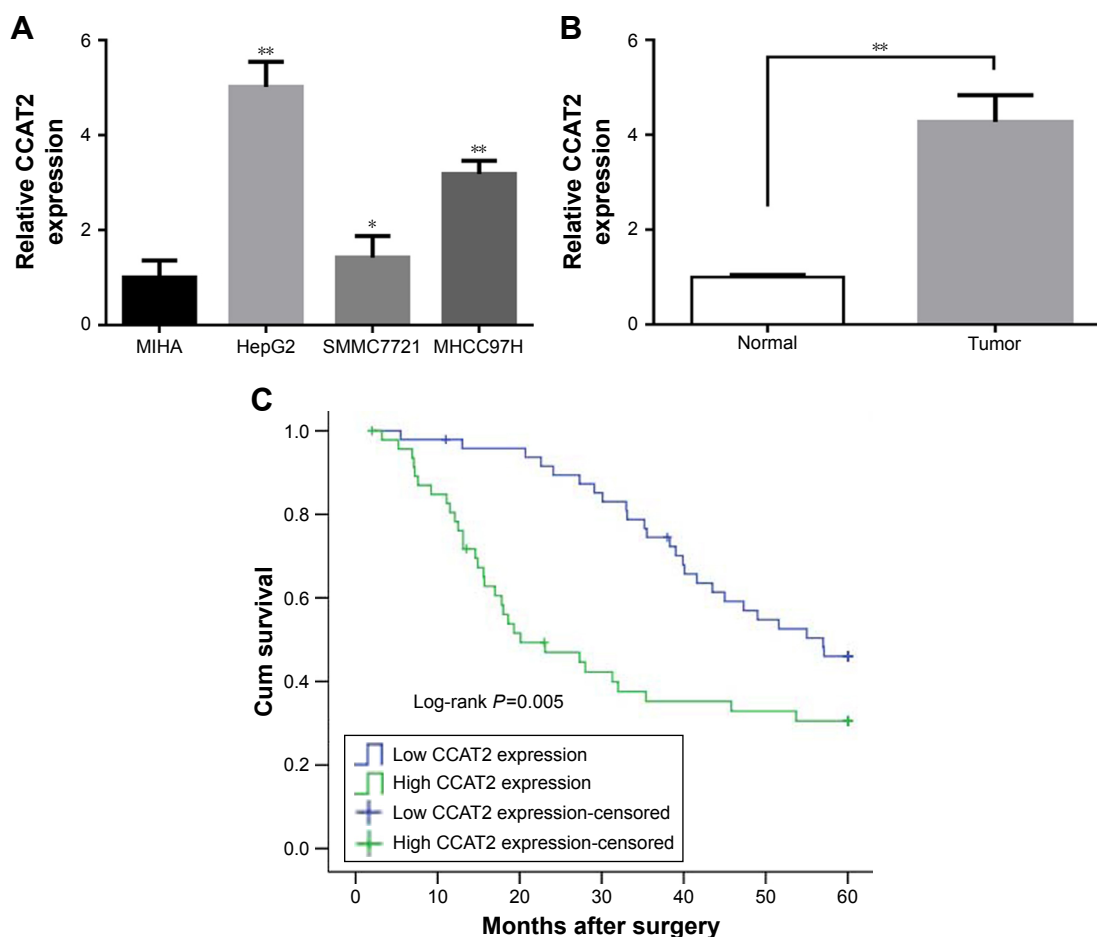 A
Relative CCAT2
expression
6
4
2
0
**
*
**
MIHA
HepG2
SMMC7721
MHCC97H
B
Relative CCAT2
expression
6
4
2
0
**
Normal
Tumor
C
Cum survival
1.0
0.8
0.6
0.4
0.2
0.0
Log-rank P=0.005
Low CCAT2 expression
High CCAT2 expression
Low CCAT2 expression-censored
High CCAT2 expression-censored
0
10
20
30
40
50
60
Months after surgery